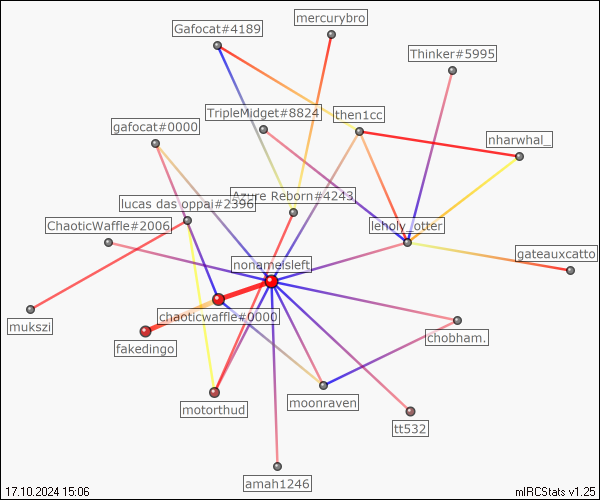 mercurybro
Gafocat#4189
Thinker#5995
TripleMidget#8824
then1cc
gafocat#0000
nharwhal_
Azure Reborn#4243
lucas das oppai#2396
ChaoticWaffle#2006
leholy_otter
gateauxcatto
nonameisleft
chaoticwaffle#0000
mukszi
chobham.
fakedingo
moonraven
motorthud
tt532
amah1246
17.10.2024 15:06
mIRCStats v1.25